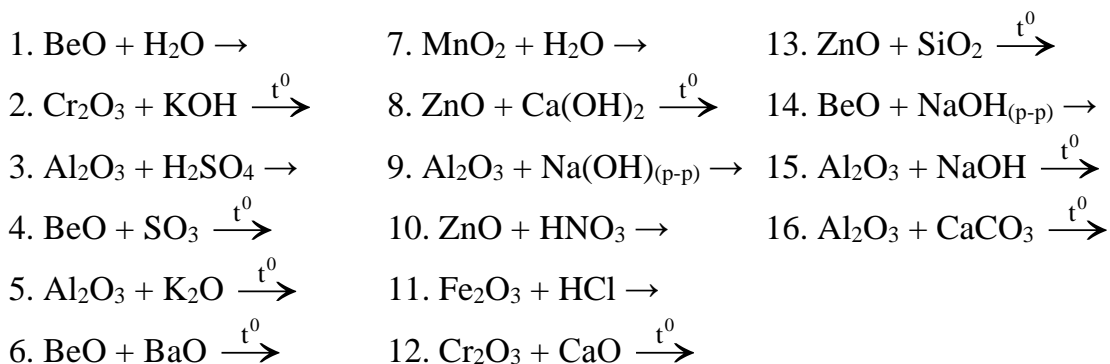 1. BeO + H₂O →
2. Cr₂O₃ + KOH t⁰→
3. Al₂O₃ + H₂SO₄ →
4. BeO + SO₃ t⁰→
5. Al₂O₃ + K₂O t⁰→
6. BeO + BaO t⁰→
7. MnO₂ + H₂O →
8. ZnO + Ca(OH)₂ t⁰→
9. Al₂O₃ + Na(OH)₍р-р₎ →
10. ZnO + HNO₃ →
11. Fe₂O₃ + HCl →
12. Cr₂O₃ + CaO t⁰→
13. ZnO + SiO₂ t⁰→
14. BeO + NaOH₍р-р₎ →
15. Al₂O₃ + NaOH t⁰→
16. Al₂O₃ + CaCO₃ t⁰→